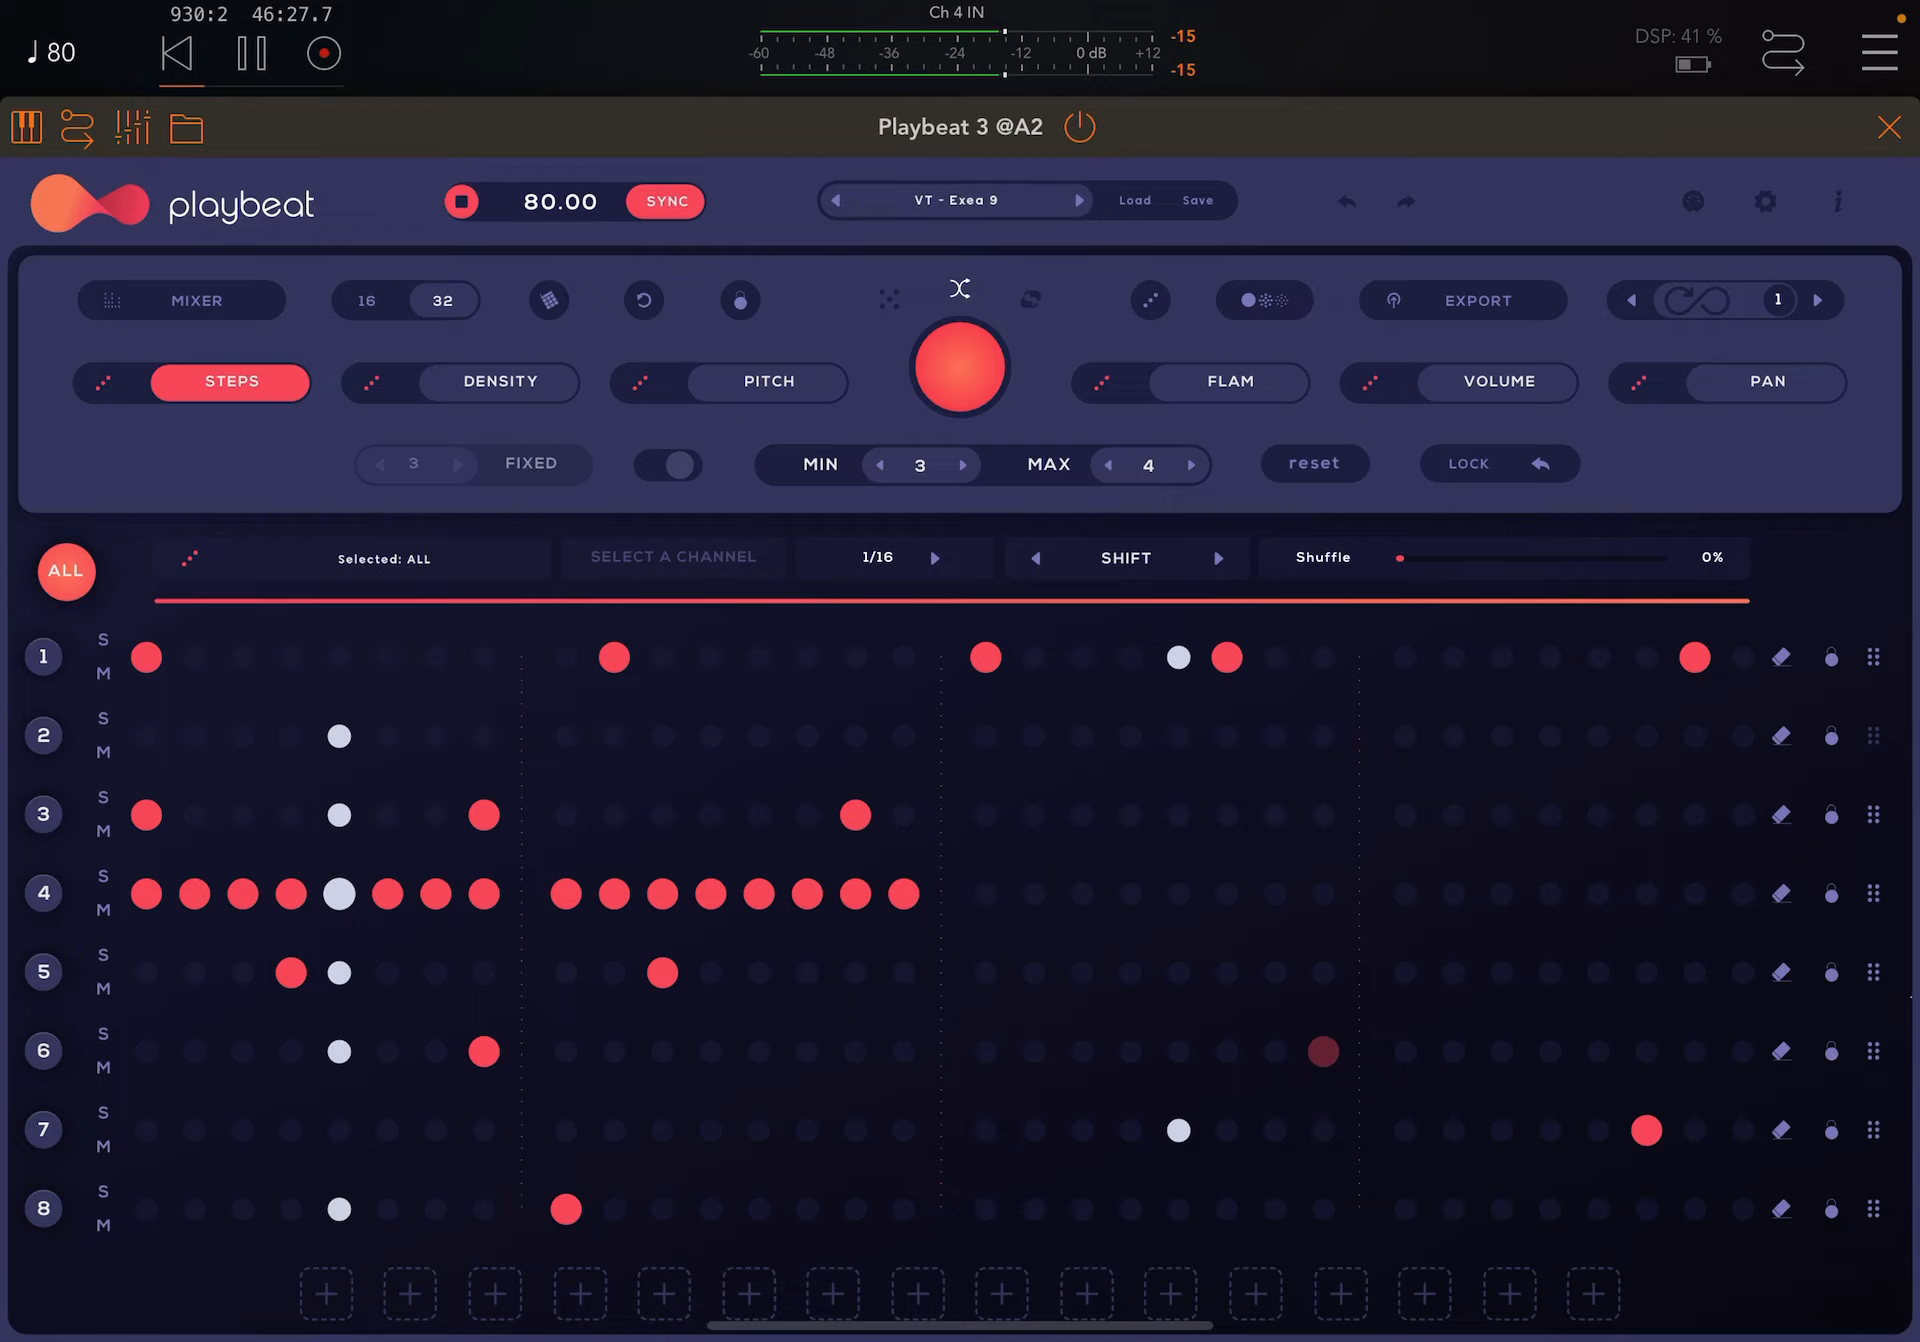 930:2 46:27.7
Ch 4 IN
♩ 80
-60 -48 -36 -24 -12 0 dB +12
-15
-15
DSP: 41 %
Playbeat 3 @A2
playbeat
80.00 SYNC
VT - Exea 9
Load Save
i
MIXER
16 32
EXPORT
1
STEPS
DENSITY
PITCH
FLAM
VOLUME
PAN
3 FIXED
MIN 3 MAX 4
reset
LOCK
ALL
Selected: ALL
SELECT A CHANNEL
1/16
SHIFT
Shuffle 0%
1 S M
2 S M
3 S M
4 S M
5 S M
6 S M
7 S M
8 S M